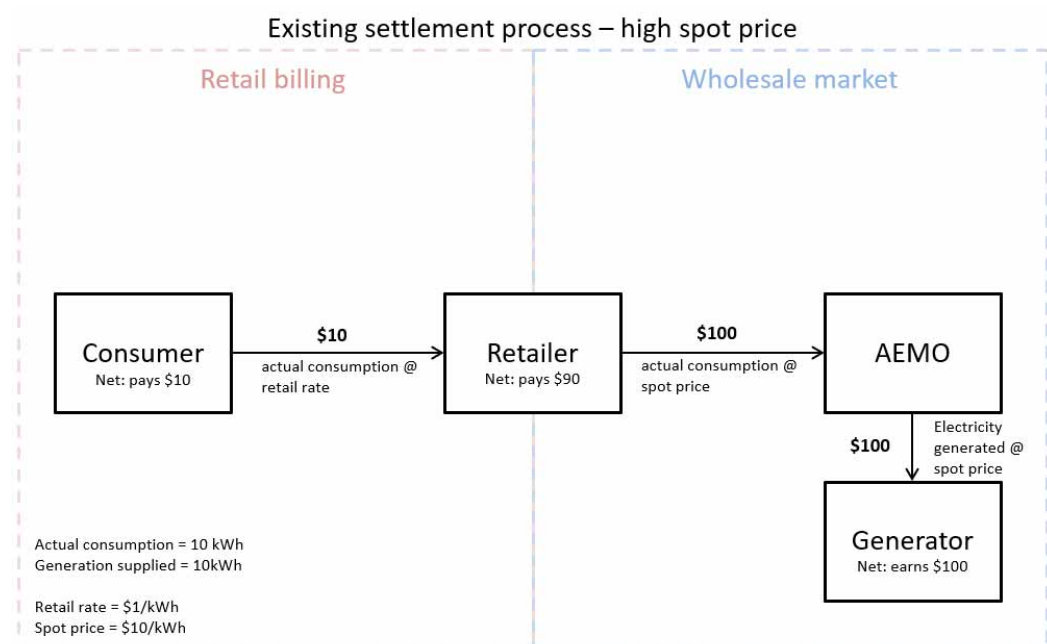 Existing settlement process – high spot price
Retail billing
Wholesale market
Consumer
Net: pays $10
$10
actual consumption @
retail rate
Retailer
Net: pays $90
$100
actual consumption @
spot price
AEMO
$100
Electricity
generated @
spot price
Generator
Net: earns $100
Actual consumption = 10 kWh
Generation supplied = 10kWh
Retail rate = $1/kWh
Spot price = $10/kWh